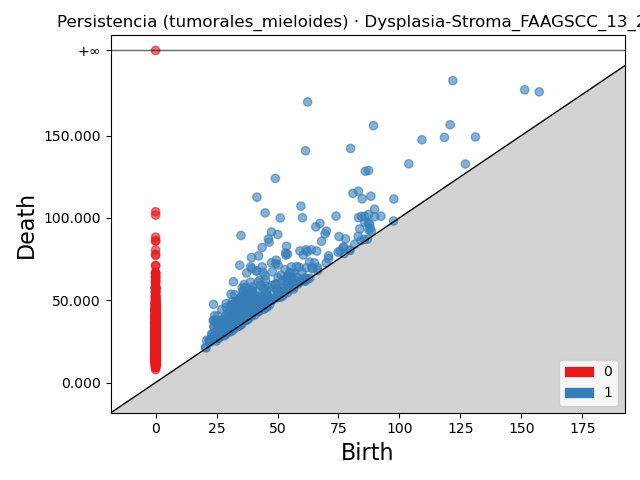 Persistencia (tumorales_mieloides) · Dysplasia-Stroma_FAAGSCC_13_2
+∞
150.000
100.000
50.000
0.000
Death
0
1
0 25 50 75 100 125 150 175
Birth